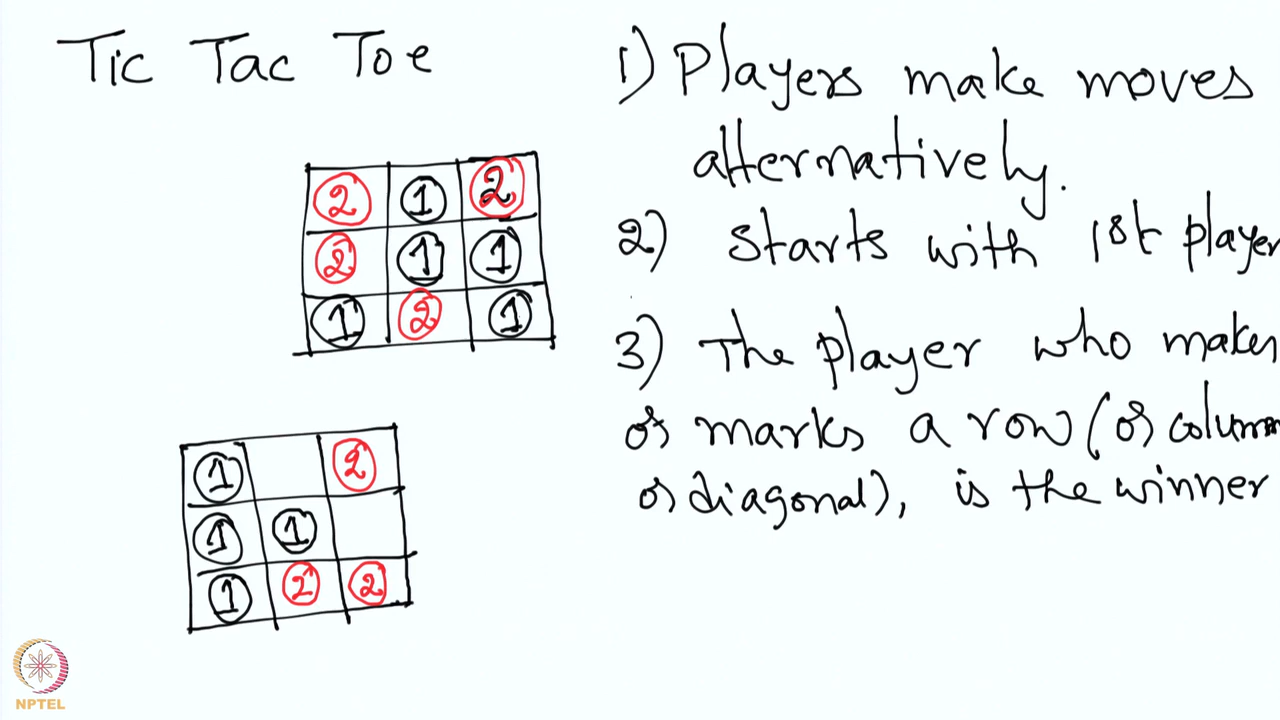 Tic Tac Toe
2 1 2
2 1 1
1 2 1
1 2
1 1
1 2 2
1) Players make moves
alternatively.
2) starts with 1st player
3) The player who makes
or marks a row (or column
or diagonal), is the winner
NPTEL